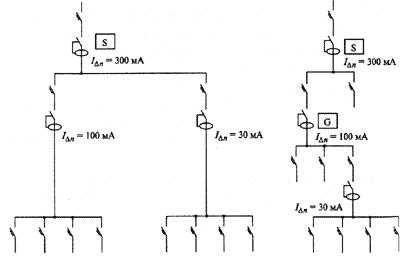 S
IΔn = 300 мА
IΔn = 100 мА
IΔn = 30 мА
S
IΔn = 300 мА
G
IΔn = 100 мА
IΔn = 30 мА